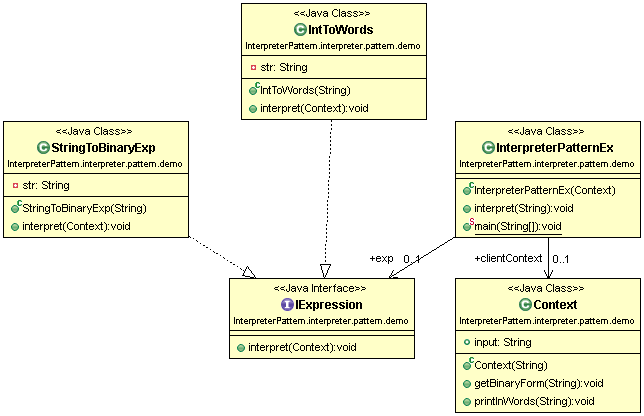 <<Java Class>>
IntToWords
InterpreterPattern.interpreter.pattern.demo
str: String
IntToWords(String)
interpret(Context):void
<<Java Class>>
StringToBinaryExp
InterpreterPattern.interpreter.pattern.demo
str: String
StringToBinaryExp(String)
interpret(Context):void
<<Java Class>>
InterpreterPatternEx
InterpreterPattern.interpreter.pattern.demo
InterpreterPatternEx(Context)
interpret(String):void
main(String[]):void
+exp 0..1
+clientContext 0..1
<<Java Interface>>
IExpression
InterpreterPattern.interpreter.pattern.demo
interpret(Context):void
<<Java Class>>
Context
InterpreterPattern.interpreter.pattern.demo
input: String
Context(String)
getBinaryForm(String):void
printInWords(String):void